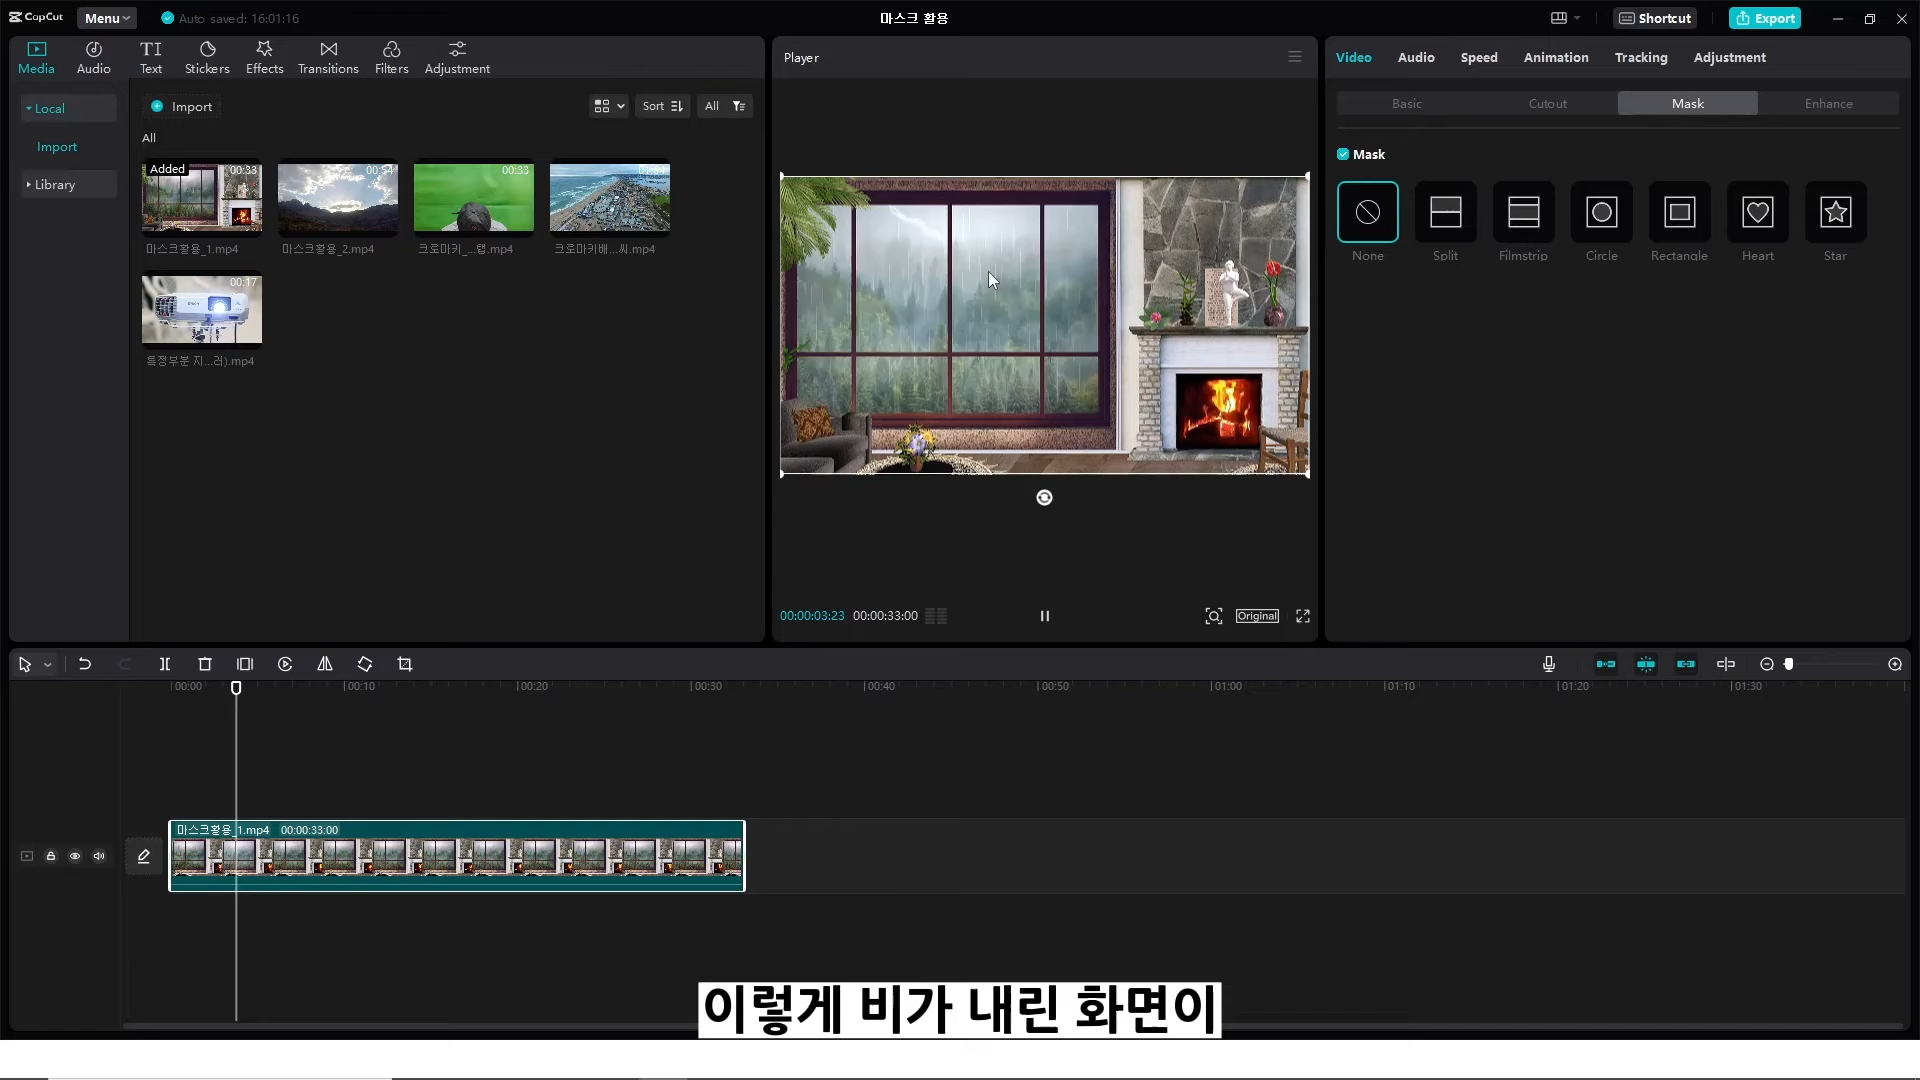 CapCut
Menu
Auto saved: 16:01:16
마스크 활용
Shortcut
Export
Media
Audio
Text
Stickers
Effects
Transitions
Filters
Adjustment
Local
Import
Library
Import
Sort
All
All
Added
00:33
00:54
00:33
마스크활용_1.mp4
마스크활용_2.mp4
크로마키_...탭.mp4
크로마키배...씨.mp4
00:17
특정부분 지...러).mp4
Player
00:00:03:23
00:00:33:00
Original
Video
Audio
Speed
Animation
Tracking
Adjustment
Basic
Cutout
Mask
Enhance
Mask
None
Split
Filmstrip
Circle
Rectangle
Heart
Star
00:00
00:10
00:20
00:30
00:40
00:50
01:00
01:10
01:20
01:30
마스크활용_1.mp4 00:00:33:00
이렇게 비가 내린 화면이